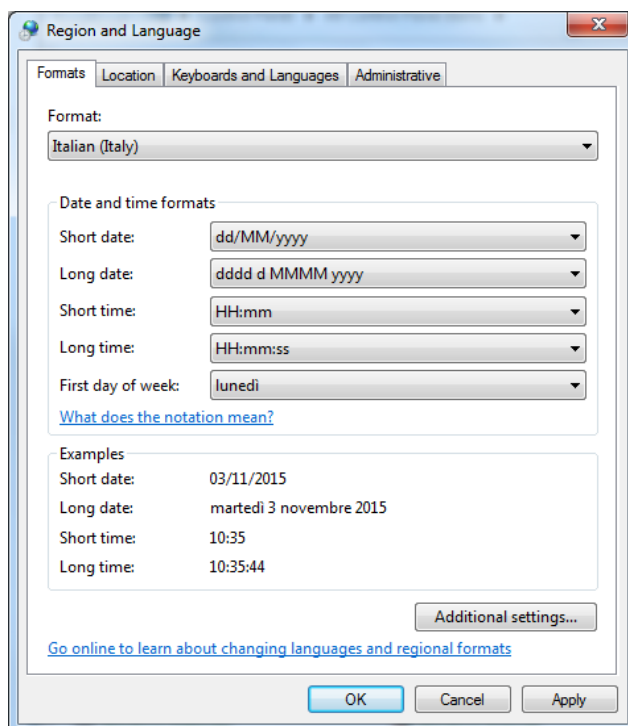 Region and Language
Formats Location Keyboards and Languages Administrative
Format:
Italian (Italy)
Date and time formats
Short date: dd/MM/yyyy
Long date: dddd d MMMM yyyy
Short time: HH:mm
Long time: HH:mm:ss
First day of week: lunedì
What does the notation mean?
Examples
Short date: 03/11/2015
Long date: martedì 3 novembre 2015
Short time: 10:35
Long time: 10:35:44
Additional settings...
Go online to learn about changing languages and regional formats
OK Cancel Apply